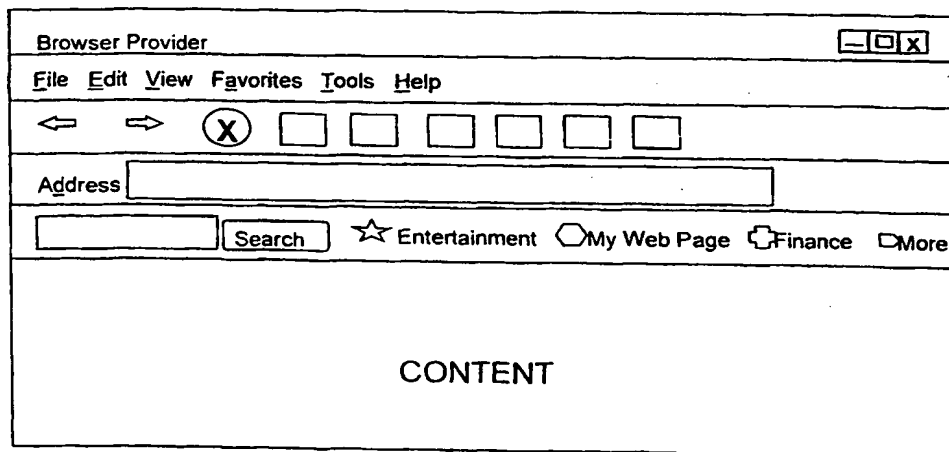 Browser Provider
File Edit View Favorites Tools Help
X
Address
Search Entertainment My Web Page Finance More
CONTENT